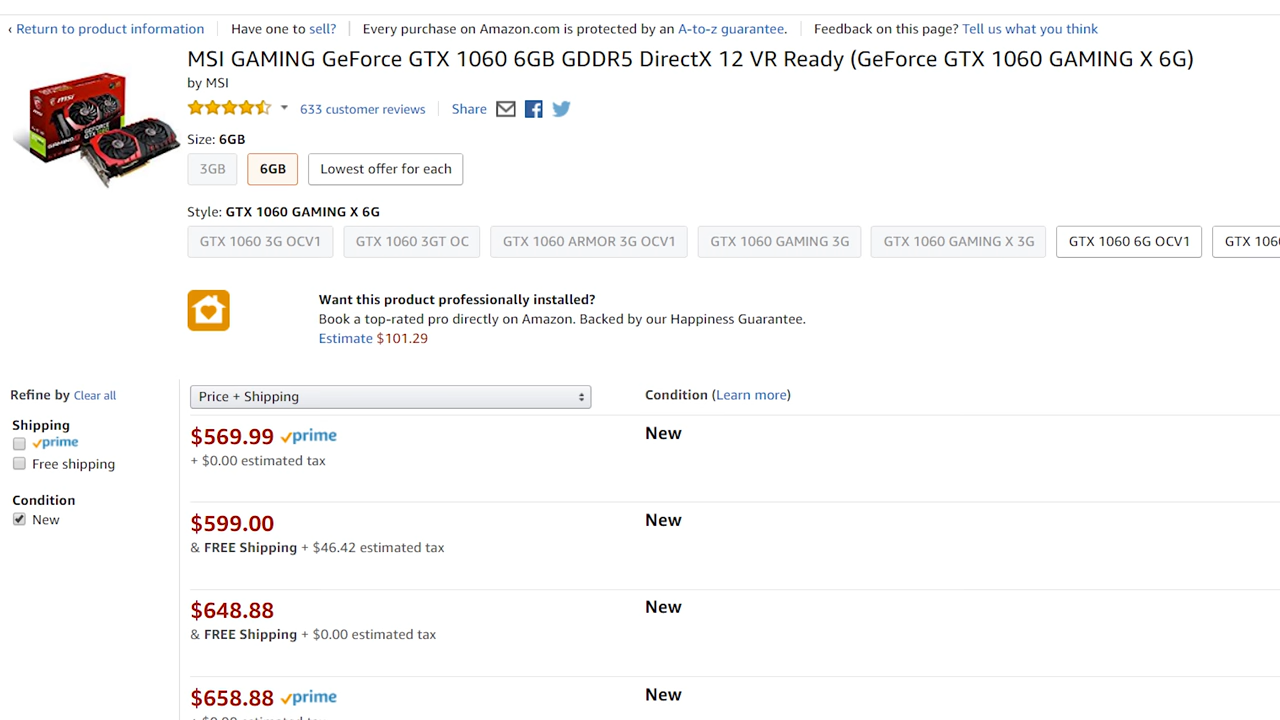 ‹ Return to product information Have one to sell? Every purchase on Amazon.com is protected by an A-to-z guarantee. Feedback on this page? Tell us what you think
MSI GAMING GeForce GTX 1060 6GB GDDR5 DirectX 12 VR Ready (GeForce GTX 1060 GAMING X 6G)
by MSI
633 customer reviews Share
Size: 6GB
3GB 6GB Lowest offer for each
Style: GTX 1060 GAMING X 6G
GTX 1060 3G OCV1 GTX 1060 3GT OC GTX 1060 ARMOR 3G OCV1 GTX 1060 GAMING 3G GTX 1060 GAMING X 3G GTX 1060 6G OCV1 GTX 106
Want this product professionally installed?
Book a top-rated pro directly on Amazon. Backed by our Happiness Guarantee.
Estimate $101.29
Refine by Clear all
Shipping
prime
Free shipping
Condition
New
Price + Shipping Condition (Learn more)
$569.99 prime New
+ $0.00 estimated tax
$599.00 New
& FREE Shipping + $46.42 estimated tax
$648.88 New
& FREE Shipping + $0.00 estimated tax
$658.88 prime New
+ $0.00 estimated tax